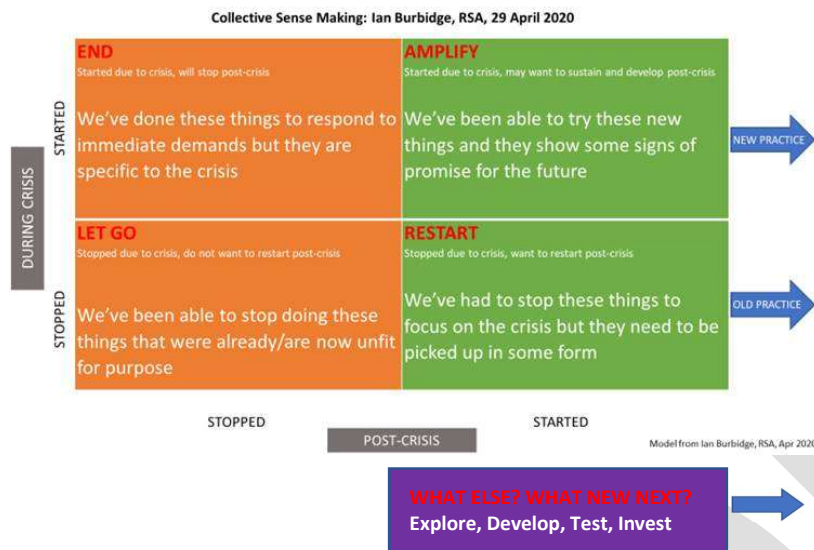 Collective Sense Making: Ian Burbidge, RSA, 29 April 2020
END
Started due to crisis, will stop post-crisis
We've done these things to respond to
immediate demands but they are
specific to the crisis
AMPLIFY
Started due to crisis, may want to sustain and develop post-crisis
We've been able to try these new
things and they show some signs of
promise for the future
NEW PRACTICE
DURING CRISIS
STARTED
LET GO
Stopped due to crisis, do not want to restart post-crisis
We've been able to stop doing these
things that were already/are now unfit
for purpose
RESTART
Stopped due to crisis, want to restart post-crisis
We've had to stop these things to
focus on the crisis but they need to be
picked up in some form
OLD PRACTICE
STOPPED
STOPPED
STARTED
POST-CRISIS
Model from Ian Burbidge, RSA, Apr 2020
WHAT ELSE? WHAT NEW NEXT?
Explore, Develop, Test, Invest